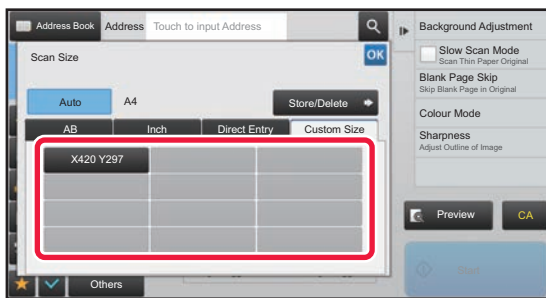 Address Book
Address
Touch to input Address
Background Adjustment
Scan Size
OK
Slow Scan Mode
Scan Thin Paper Original
Blank Page Skip
Skip Blank Page in Original
Auto
A4
Store/Delete
Colour Mode
AB
Inch
Direct Entry
Custom Size
Sharpness
Adjust Outline of Image
X420 Y297
Preview
CA
Start
Others